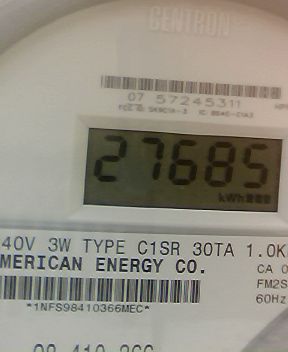 CENTRON
07 57245311
27685
kWh
40V 3W TYPE C1SR 30TA 1.0K
MERICAN ENERGY CO.
CA 0
FM2S
60Hz
*1NFS98410366MEC*